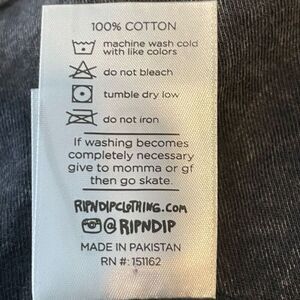 100% COTTON
machine wash cold
with like colors
do not bleach
tumble dry low
do not iron
If washing becomes
completely necessary
give to momma or gf
then go skate.
RIPNDIPCLOTHING.COM
@RIPNDIP
MADE IN PAKISTAN
RN #: 151162